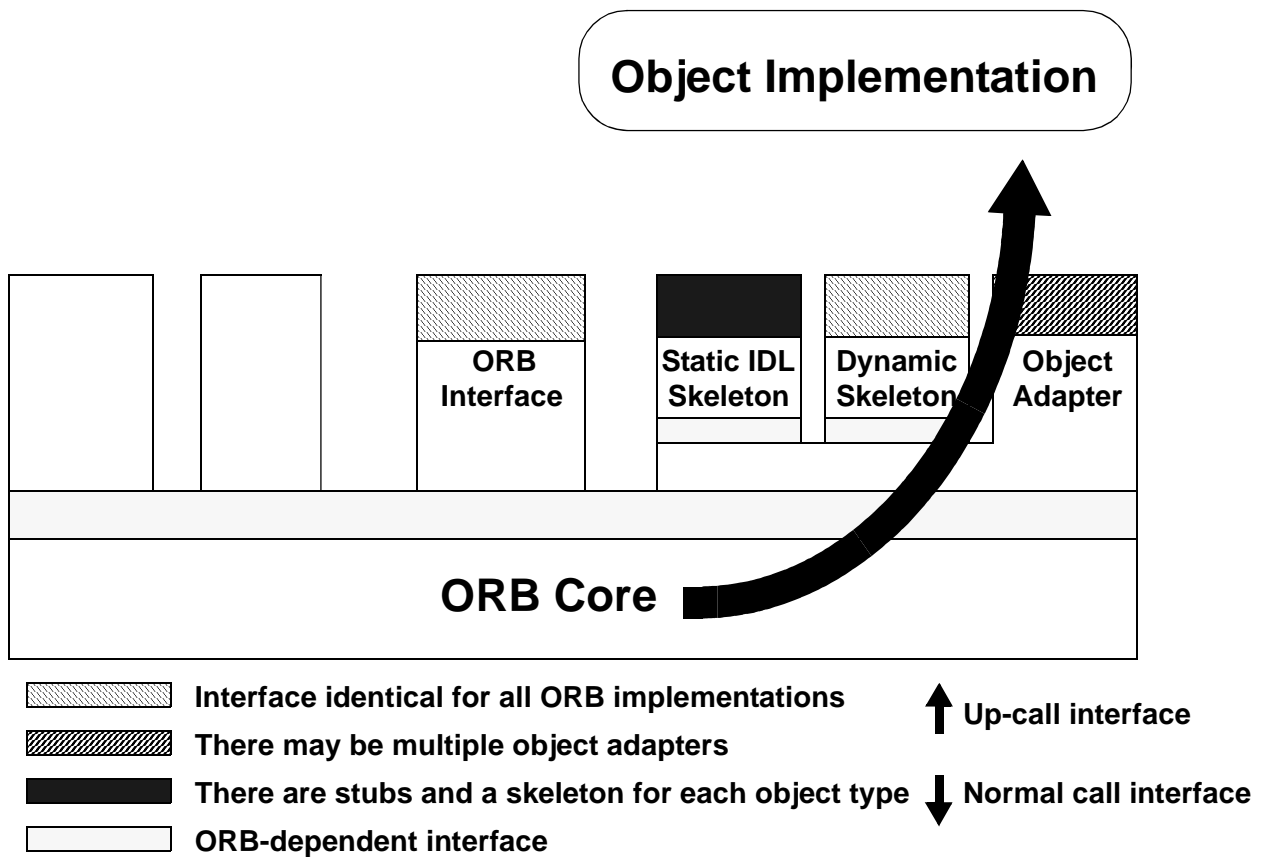 Object Implementation
ORB
Interface
Static IDL
Skeleton
Dynamic
Skeleton
Object
Adapter
ORB Core
Interface identical for all ORB implementations
There may be multiple object adapters
There are stubs and a skeleton for each object type
ORB-dependent interface
Up-call interface
Normal call interface